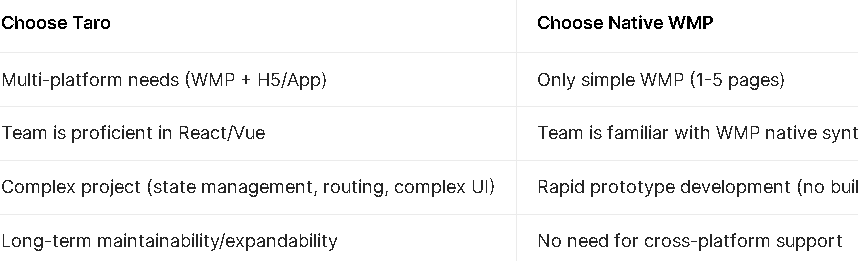 Choose Taro Choose Native WMP
Multi-platform needs (WMP + H5/App) Only simple WMP (1-5 pages)
Team is proficient in React/Vue Team is familiar with WMP native
Complex project (state management, routing, complex UI) Rapid prototype development (no
Long-term maintainability/expandability No need for cross-platform support